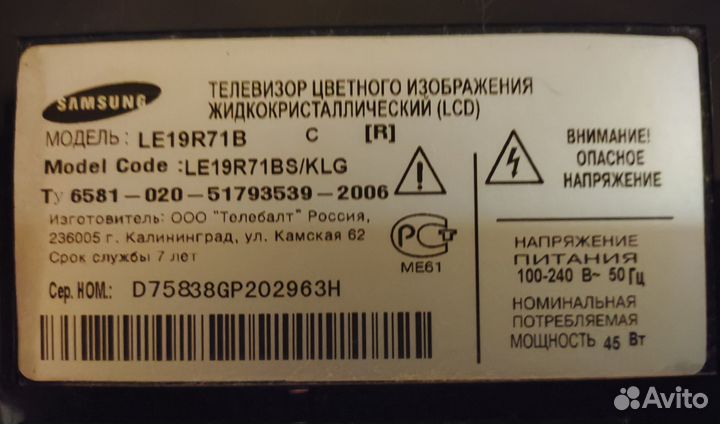 SAMSUNG
ТЕЛЕВИЗОР ЦВЕТНОГО ИЗОБРАЖЕНИЯ
ЖИДКОКРИСТАЛЛИЧЕСКИЙ (LCD)
МОДЕЛЬ: LE19R71B C [R]
Model Code :LE19R71BS/KLG
Ту 6581-020-51793539-2006
Изготовитель: ООО "Телебалт" Россия,
236005 г. Калининград, ул. Камская 62
Срок службы 7 лет
РСТ
ME61
Сер. НОМ.: D75838GP202963H
ВНИМАНИЕ!
ОПАСНОЕ
НАПРЯЖЕНИЕ
НАПРЯЖЕНИЕ
ПИТАНИЯ
100-240 В~ 50 Гц
НОМИНАЛЬНАЯ
ПОТРЕБЛЯЕМАЯ
МОЩНОСТЬ 45 Вт
Avito